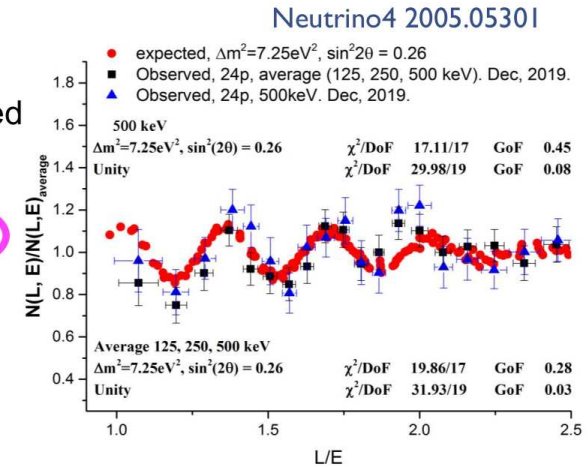 Neutrino4 2005.05301
expected, Δm²=7.25eV², sin²2θ = 0.26
Observed, 24p, average (125, 250, 500 keV). Dec, 2019.
Observed, 24p, 500keV. Dec, 2019.
ed
500 keV
Δm²=7.25eV², sin²(2θ) = 0.26 χ²/DoF 17.11/17 GoF 0.45
Unity χ²/DoF 29.98/19 GoF 0.08
N(L, E)/N(L,E)average
1.8
1.6
1.4
1.2
1.0
0.8
0.6
0.4
Average 125, 250, 500 keV
Δm²=7.25eV², sin²(2θ) = 0.26 χ²/DoF 19.86/17 GoF 0.28
Unity χ²/DoF 31.93/19 GoF 0.03
1.0 1.5 2.0 2.5
L/E